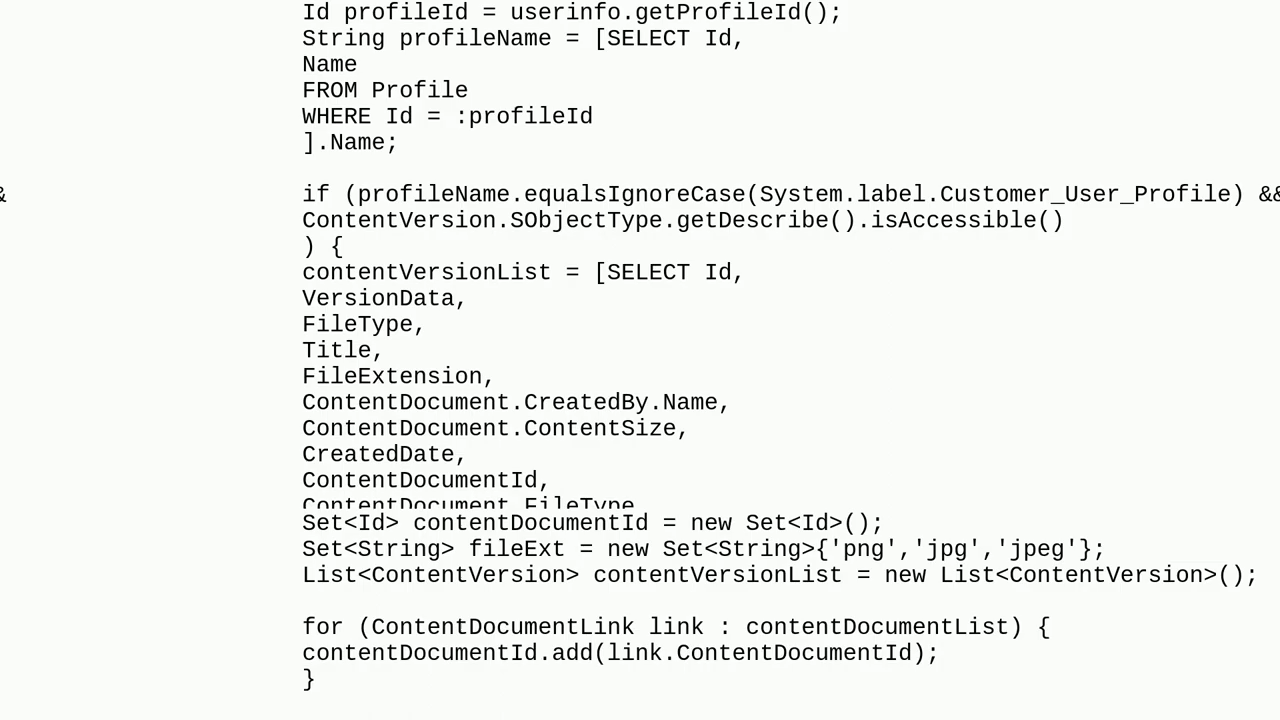 Id profileId = userinfo.getProfileId();
String profileName = [SELECT Id,
Name
FROM Profile
WHERE Id = :profileId
].Name;
& if (profileName.equalsIgnoreCase(System.label.Customer_User_Profile) &&
ContentVersion.SObjectType.getDescribe().isAccessible()
) {
contentVersionList = [SELECT Id,
VersionData,
FileType,
Title,
FileExtension,
ContentDocument.CreatedBy.Name,
ContentDocument.ContentSize,
CreatedDate,
ContentDocumentId,
ContentDocument.FileType
Set<Id> contentDocumentId = new Set<Id>();
Set<String> fileExt = new Set<String>{'png','jpg','jpeg'};
List<ContentVersion> contentVersionList = new List<ContentVersion>();
for (ContentDocumentLink link : contentDocumentList) {
contentDocumentId.add(link.ContentDocumentId);
}